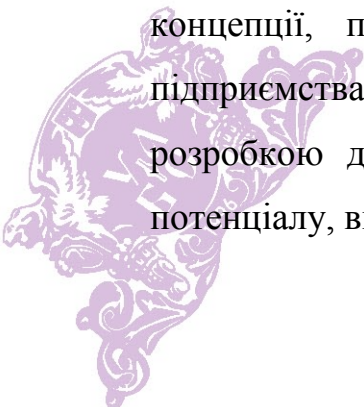 концепції, п
підприємства
розробкою д
потенціалу, в